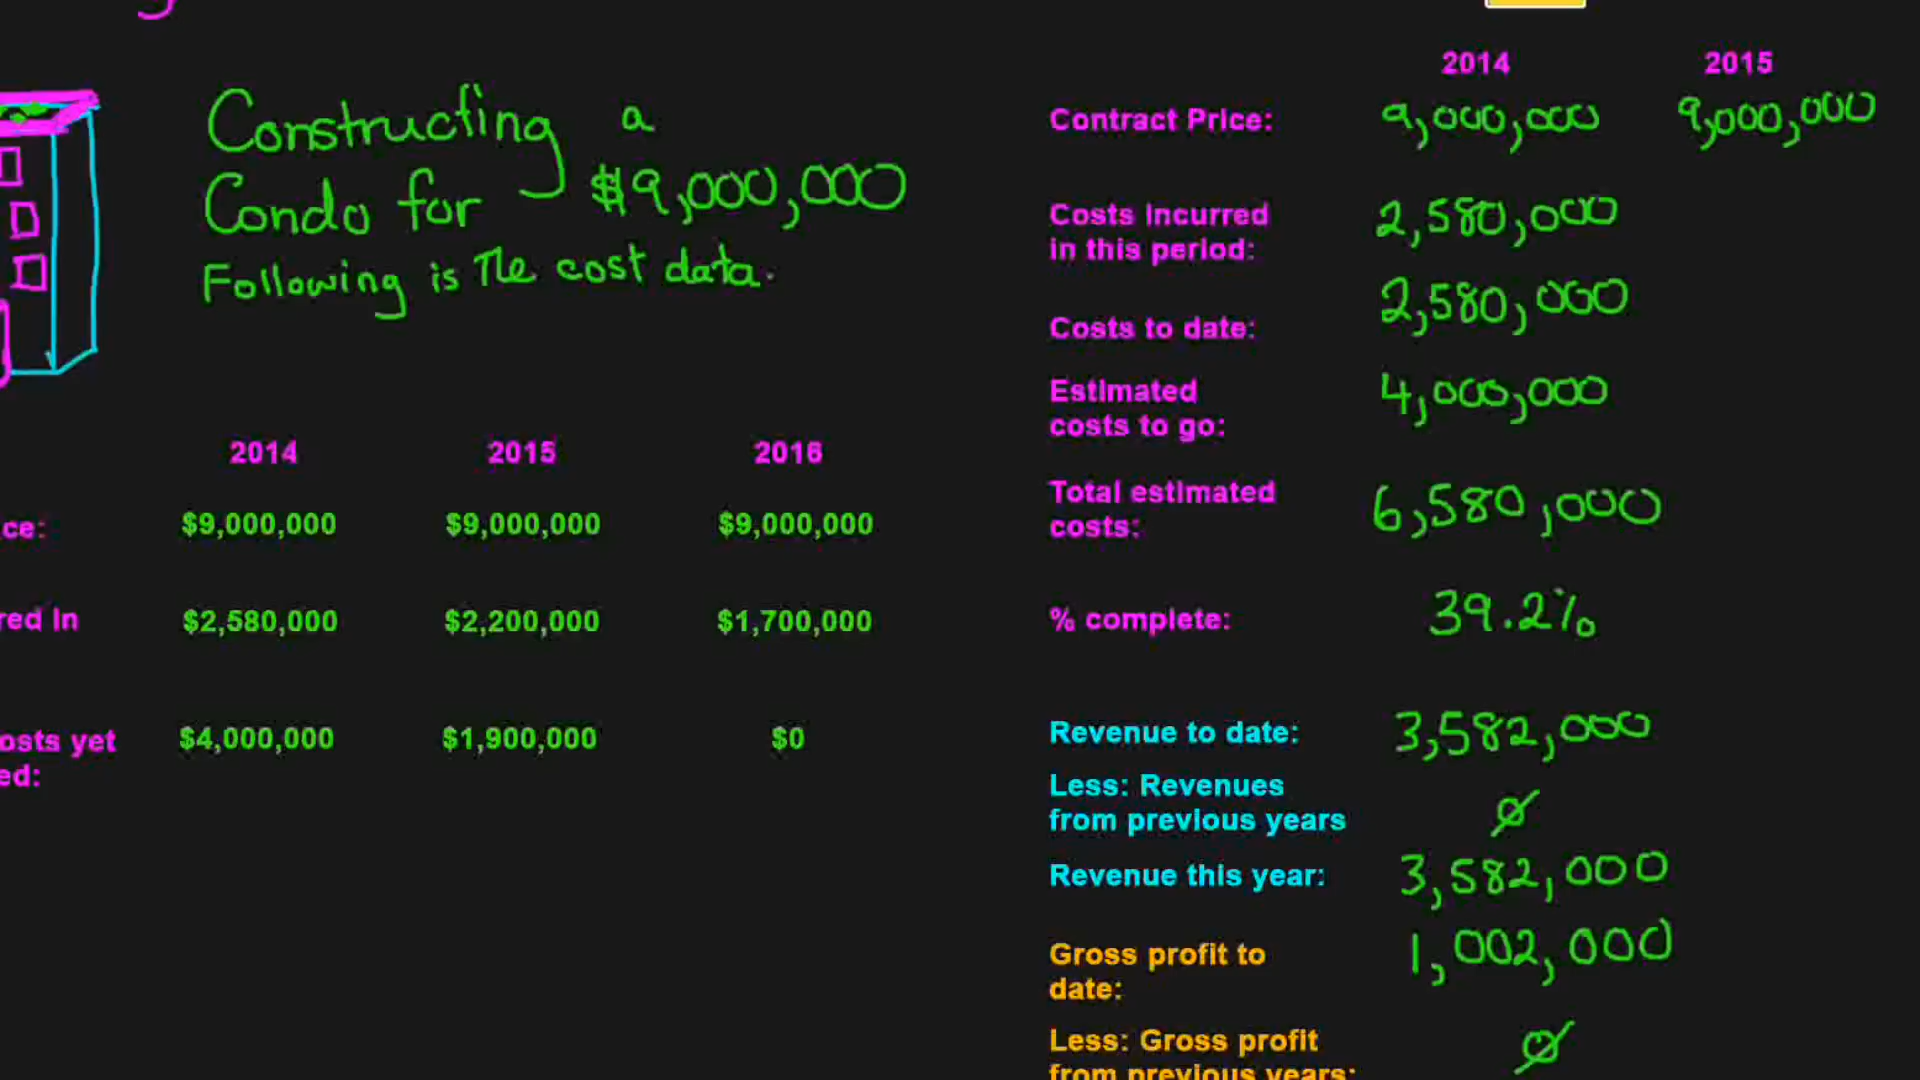 Constructing a
Condo for $9,000,000
Following is the cost data.
2014 2015 2016
ce: $9,000,000 $9,000,000 $9,000,000
red in $2,580,000 $2,200,000 $1,700,000
osts yet $4,000,000 $1,900,000 $0
ed:
2014 2015
Contract Price: 9,000,000 9,000,000
Costs incurred
in this period: 2,580,000
Costs to date: 2,580,000
Estimated
costs to go: 4,000,000
Total estimated
costs: 6,580,000
% complete: 39.2%
Revenue to date: 3,582,000
Less: Revenues
from previous years Ø
Revenue this year: 3,582,000
Gross profit to
date: 1,002,000
Less: Gross profit
from previous years: Ø